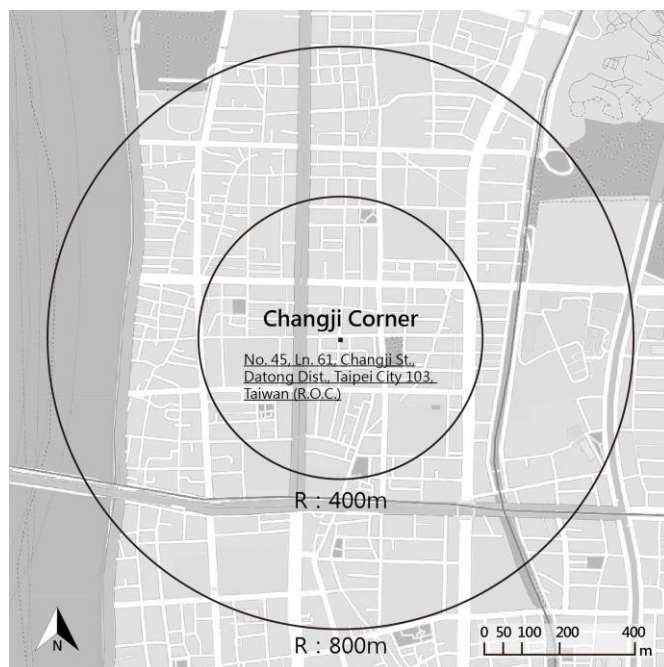 Changji Corner
No. 45, Ln. 61, Changji St.,
Datong Dist., Taipei City 103,
Taiwan (R.O.C.)
R : 400m
R : 800m
0 50 100 200 400
m
N